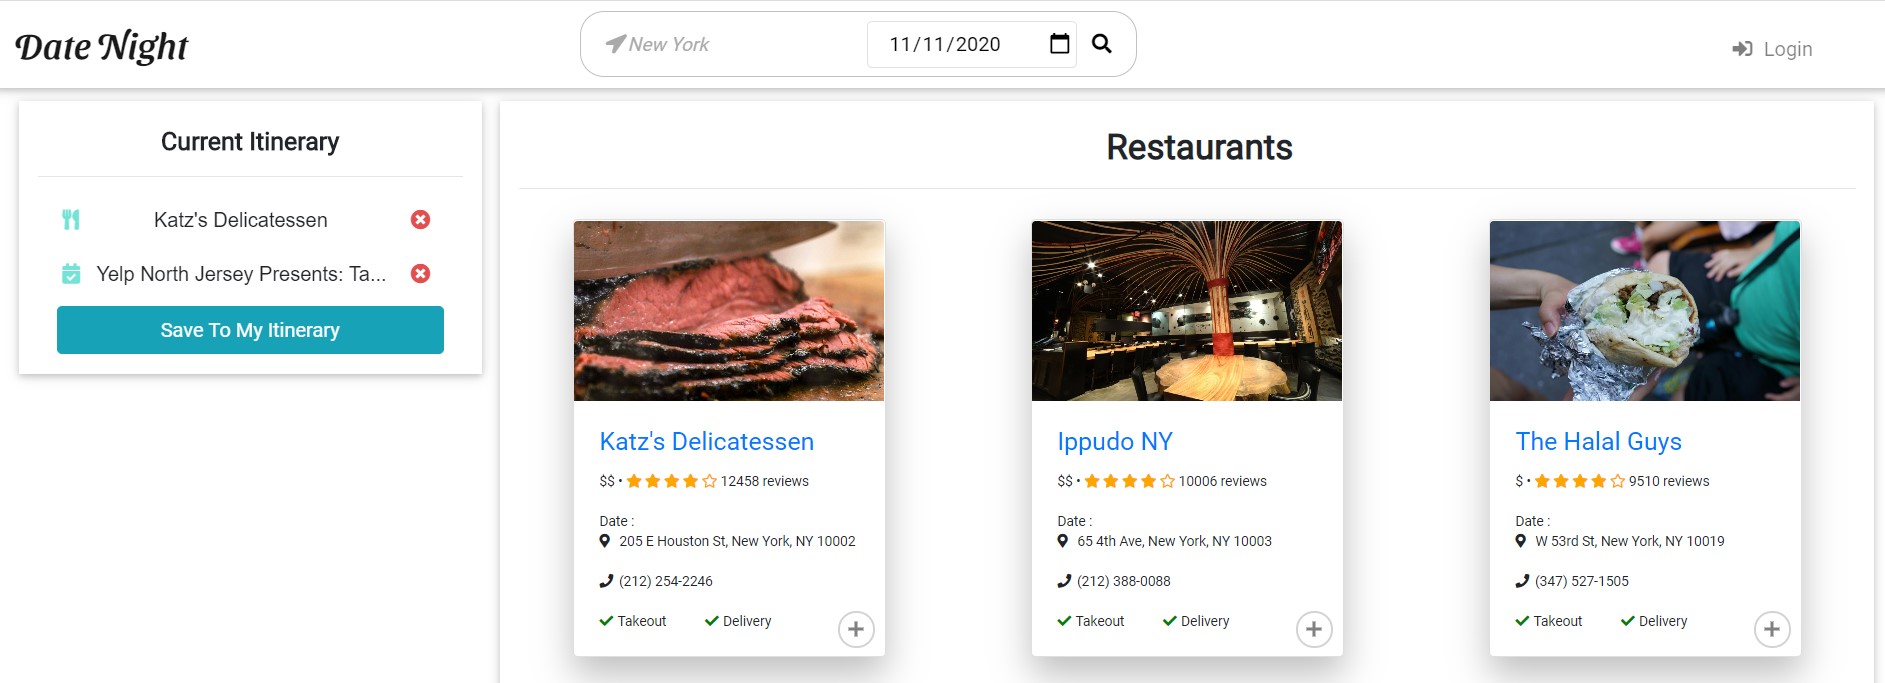 Date Night
New York
11/11/2020
Login
Current Itinerary
Katz's Delicatessen
Yelp North Jersey Presents: Ta...
Save To My Itinerary
Restaurants
Katz's Delicatessen
$$ • 12458 reviews
Date :
205 E Houston St, New York, NY 10002
(212) 254-2246
Takeout Delivery
Ippudo NY
$$ • 10006 reviews
Date :
65 4th Ave, New York, NY 10003
(212) 388-0088
Takeout Delivery
The Halal Guys
$ • 9510 reviews
Date :
W 53rd St, New York, NY 10019
(347) 527-1505
Takeout Delivery